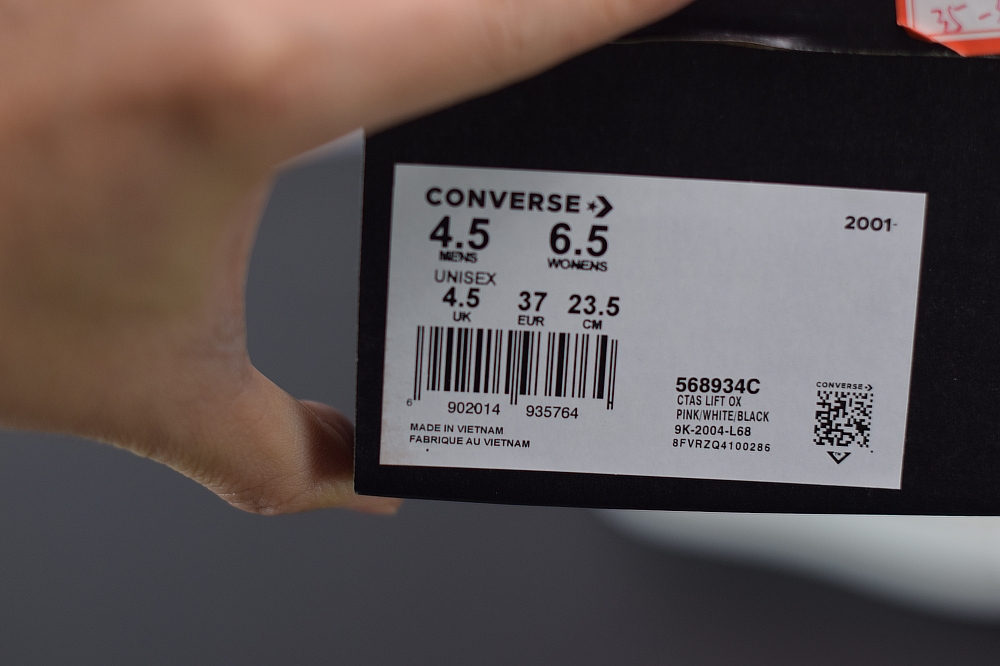 35-
CONVERSE
2001-
4.5 6.5
MENS WOMENS
UNISEX
4.5 37 23.5
UK EUR CM
6 902014 935764
MADE IN VIETNAM
FABRIQUE AU VIETNAM
568934C
CTAS LIFT OX
PINK/WHITE/BLACK
9K-2004-L68
8FVRZQ4100286
CONVERSE